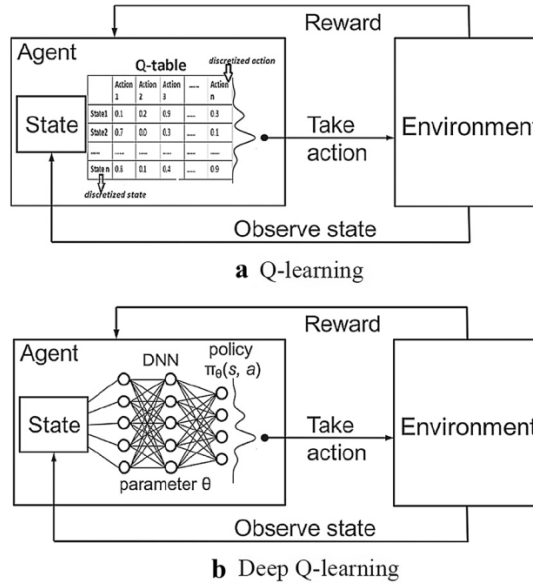 Reward
Agent
Q-table
discretized action
Action 1 Action 2 Action 3 ...... Action n
State1 0.1 0.2 0.9 ...... 0.3
State2 0.7 0.0 0.3 ...... 0.1
...... ...... ...... ...... ...... ......
State n 0.1 0.4 ...... 0.9
discretized state
State
Take action
Environment
Observe state
a Q-learning
Reward
Agent
DNN
policy
πθ(s, a)
State
parameter θ
Take action
Environment
Observe state
b Deep Q-learning